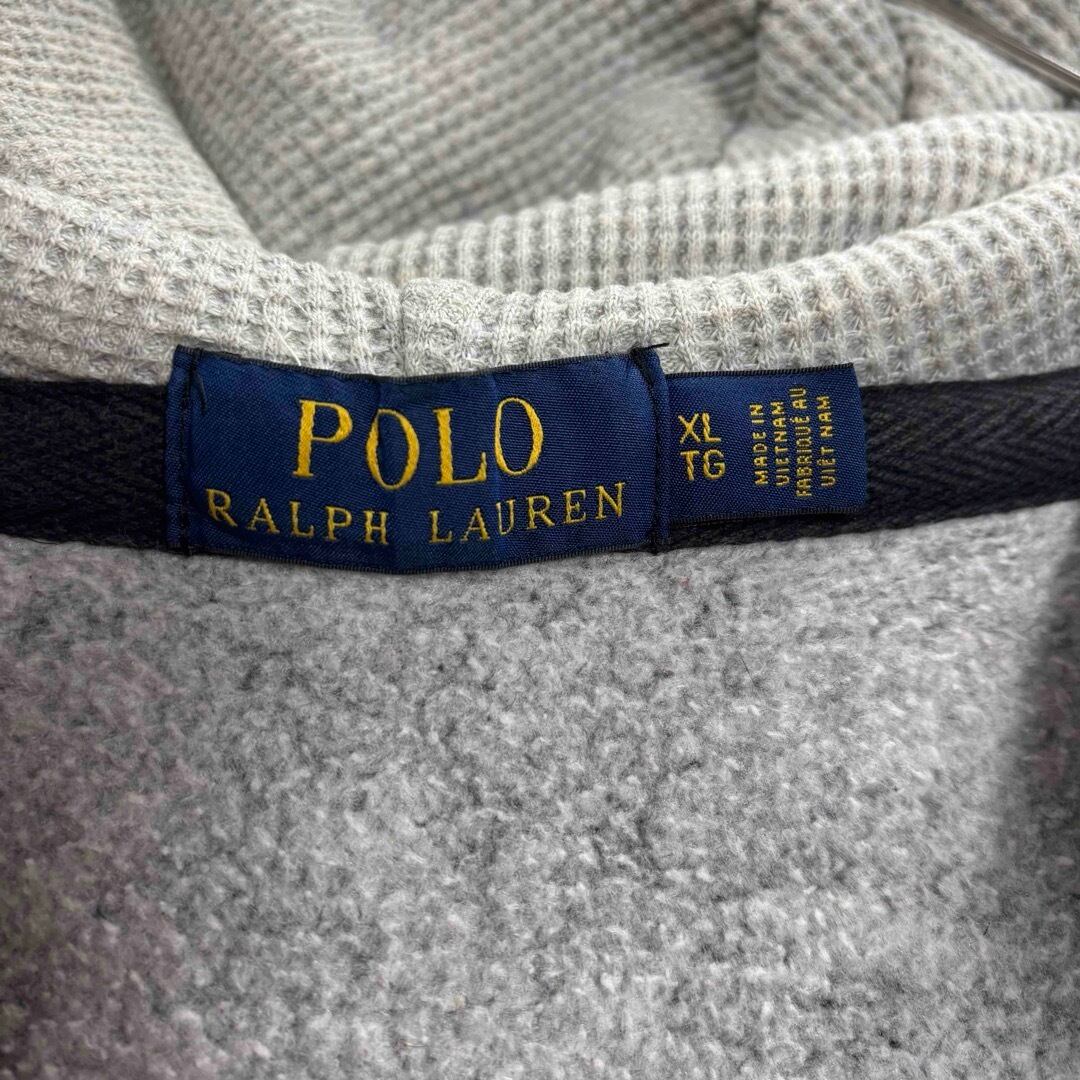 POLO
RALPH LAUREN
XL
TG
MADE IN
VIETNAM
FABRIQUÉ AU
VIÊT NAM